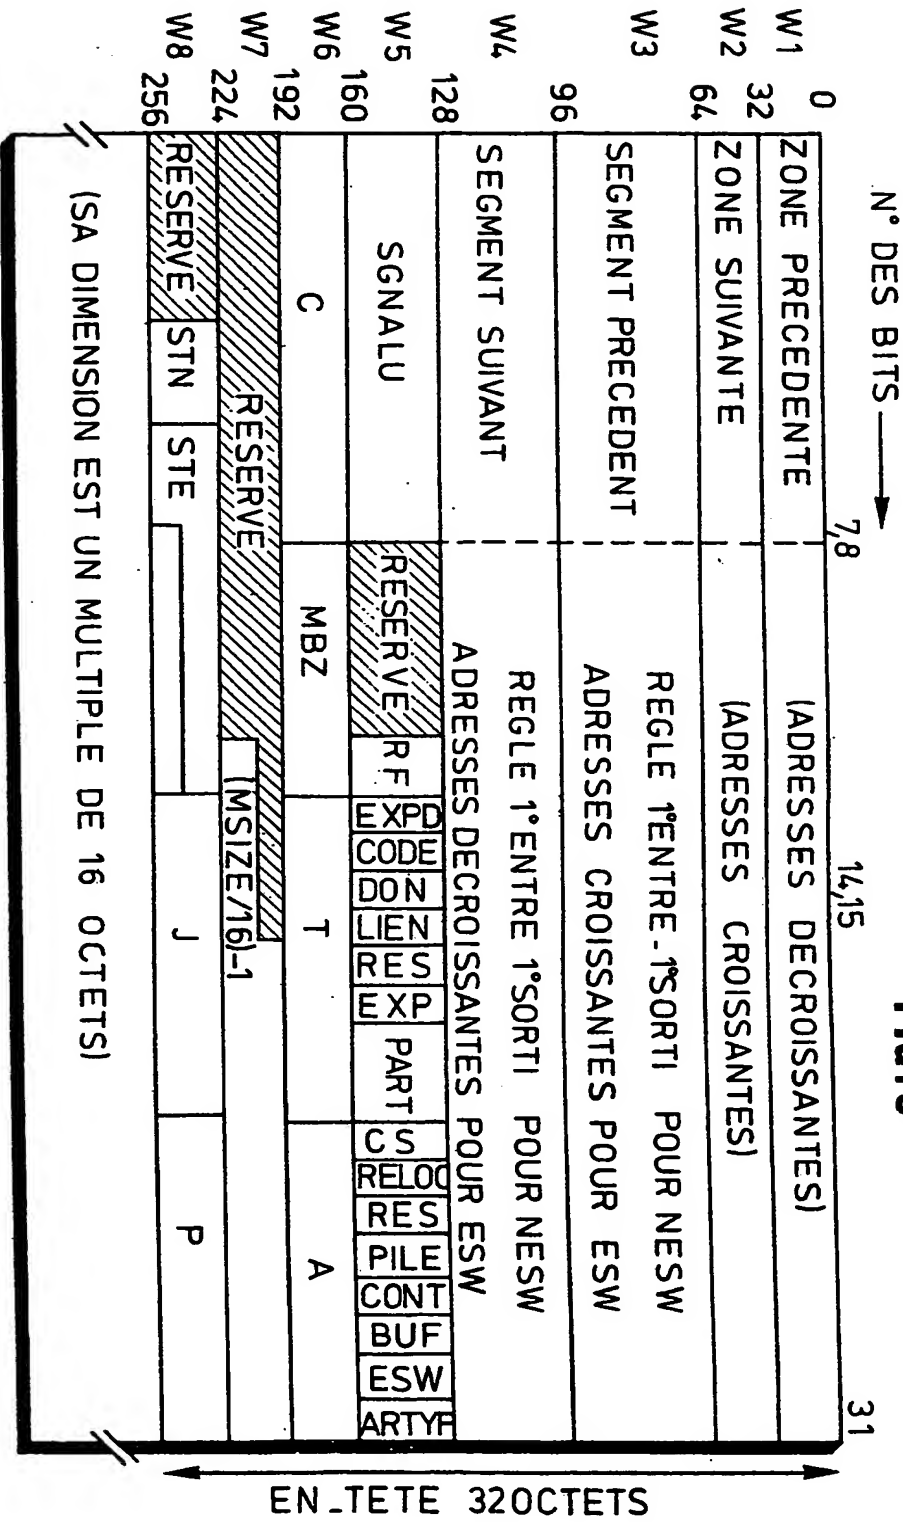 N° DES BITS
0
7,8
14,15
31
W1
ZONE PRECEDENTE
(ADRESSES DECROISSANTES)
32
W2
ZONE SUIVANTE
(ADRESSES CROISSANTES)
64
W3
SEGMENT PRECEDENT
REGLE 1°ENTRE-1°SORTI POUR NESW
ADRESSES CROISSANTES POUR ESW
96
W4
SEGMENT SUIVANT
REGLE 1°ENTRE 1°SORTI POUR NESW
ADRESSES DECROISSANTES POUR ESW
128
W5
SGNALU
RESERVE
RF
EXPD
CODE
DON
LIEN
RES
EXP
PART
CS
RELOC
RES
PILE
CONT
BUF
ESW
ARTYP
160
W6
C
MBZ
T
A
192
W7
RESERVE
(MSIZE/16)-1
224
W8
RESERVE
STN
STE
J
P
256
(SA DIMENSION EST UN MULTIPLE DE 16 OCTETS)
EN_TETE 32OCTETS